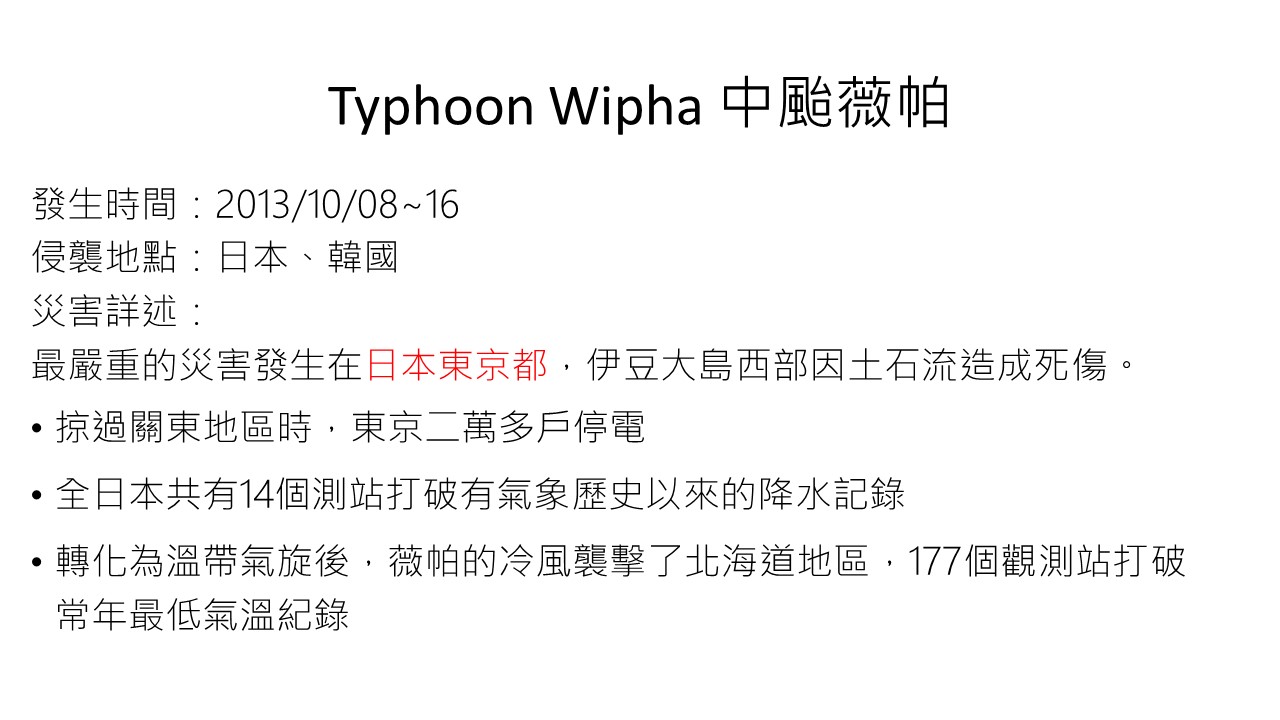 Typhoon Wipha 中颱薇帕
發生時間：2013/10/08~16
侵襲地點：日本、韓國
災害詳述：
最嚴重的災害發生在日本東京都，伊豆大島西部因土石流造成死傷。
• 掠過關東地區時，東京二萬多戶停電
• 全日本共有14個測站打破有氣象歷史以來的降水記錄
• 轉化為溫帶氣旋後，薇帕的冷風襲擊了北海道地區，177個觀測站打破
常年最低氣溫紀錄